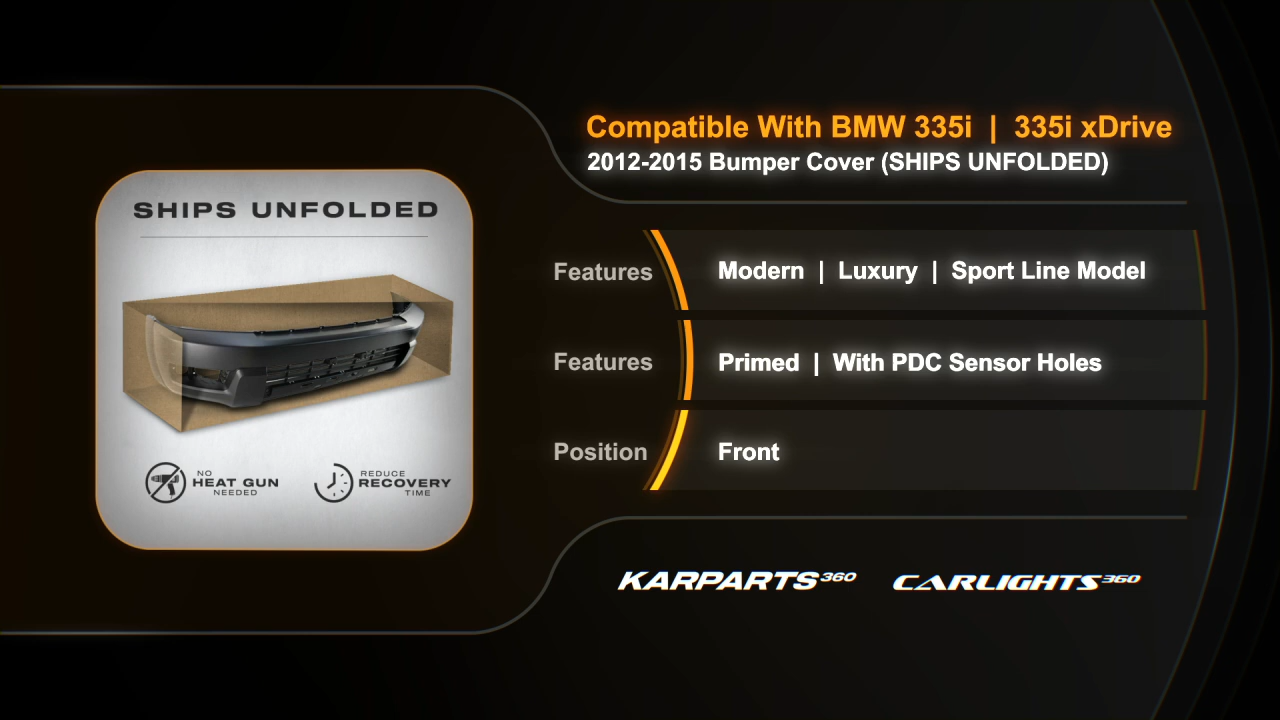 Compatible With BMW 335i | 335i xDrive
2012-2015 Bumper Cover (SHIPS UNFOLDED)
SHIPS UNFOLDED
NO
HEAT GUN
NEEDED
REDUCE
RECOVERY
TIME
Features
Modern | Luxury | Sport Line Model
Features
Primed | With PDC Sensor Holes
Position
Front
KARPARTS360
CARLIGHTS360